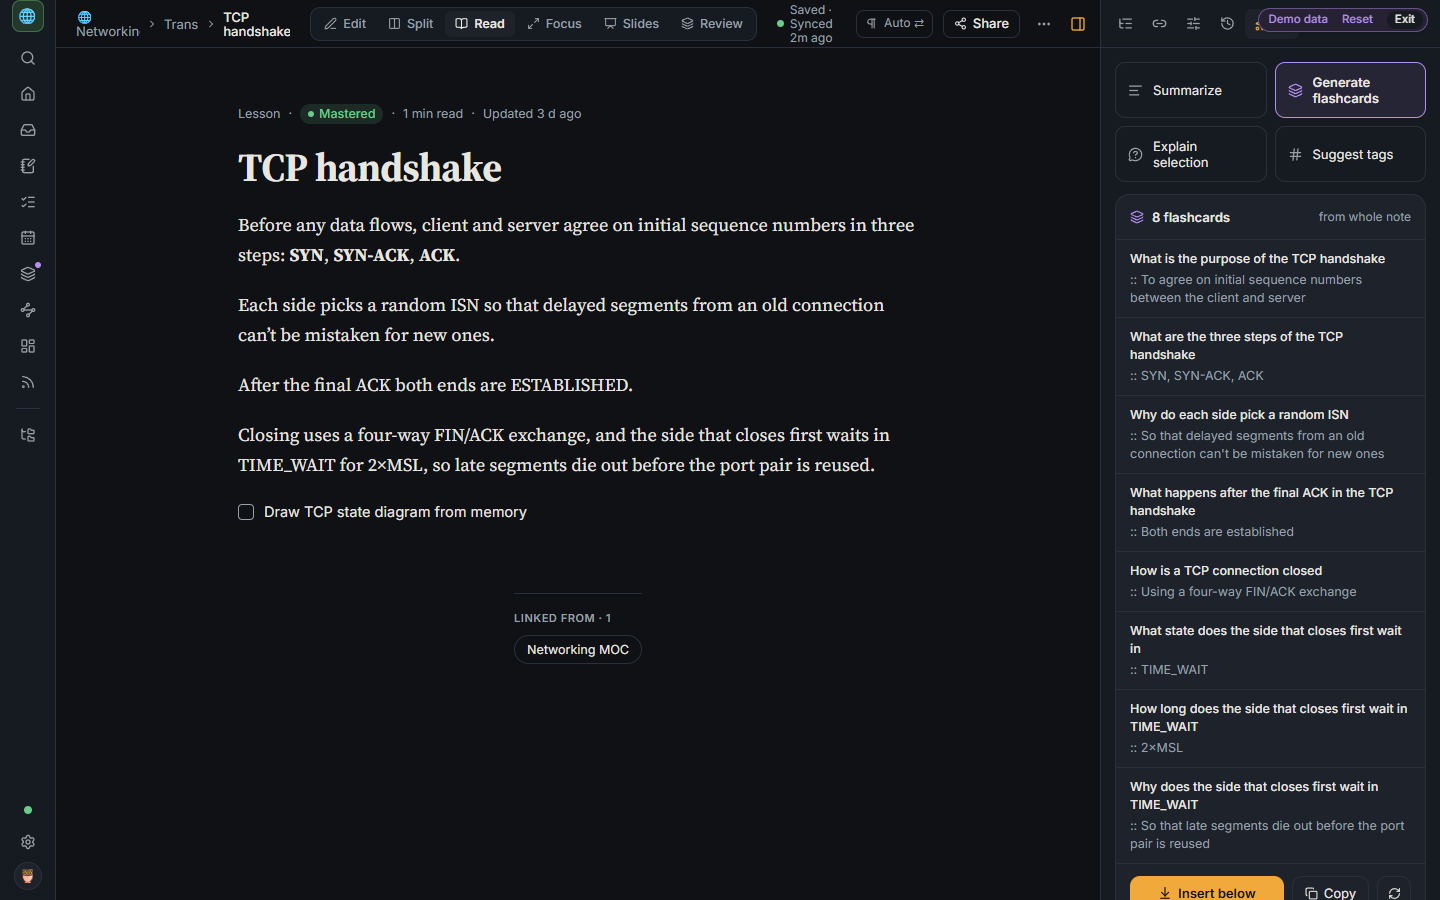 Networkin
Trans
TCP
handshake
Edit
Split
Read
Focus
Slides
Review
Saved ·
Synced
2m ago
Auto
Share
Demo data
Reset
Exit
Lesson · Mastered · 1 min read · Updated 3 d ago
TCP handshake
Before any data flows, client and server agree on initial sequence numbers in three
steps: SYN, SYN-ACK, ACK.
Each side picks a random ISN so that delayed segments from an old connection
can’t be mistaken for new ones.
After the final ACK both ends are ESTABLISHED.
Closing uses a four-way FIN/ACK exchange, and the side that closes first waits in
TIME_WAIT for 2×MSL, so late segments die out before the port pair is reused.
Draw TCP state diagram from memory
LINKED FROM · 1
Networking MOC
Summarize
Generate
flashcards
Explain
selection
Suggest tags
8 flashcards
from whole note
What is the purpose of the TCP handshake
:: To agree on initial sequence numbers
between the client and server
What are the three steps of the TCP
handshake
:: SYN, SYN-ACK, ACK
Why do each side pick a random ISN
:: So that delayed segments from an old
connection can't be mistaken for new ones
What happens after the final ACK in the TCP
handshake
:: Both ends are established
How is a TCP connection closed
:: Using a four-way FIN/ACK exchange
What state does the side that closes first wait
in
:: TIME_WAIT
How long does the side that closes first wait in
TIME_WAIT
:: 2×MSL
Why does the side that closes first wait in
TIME_WAIT
:: So that late segments die out before the port
pair is reused
Insert below
Copy